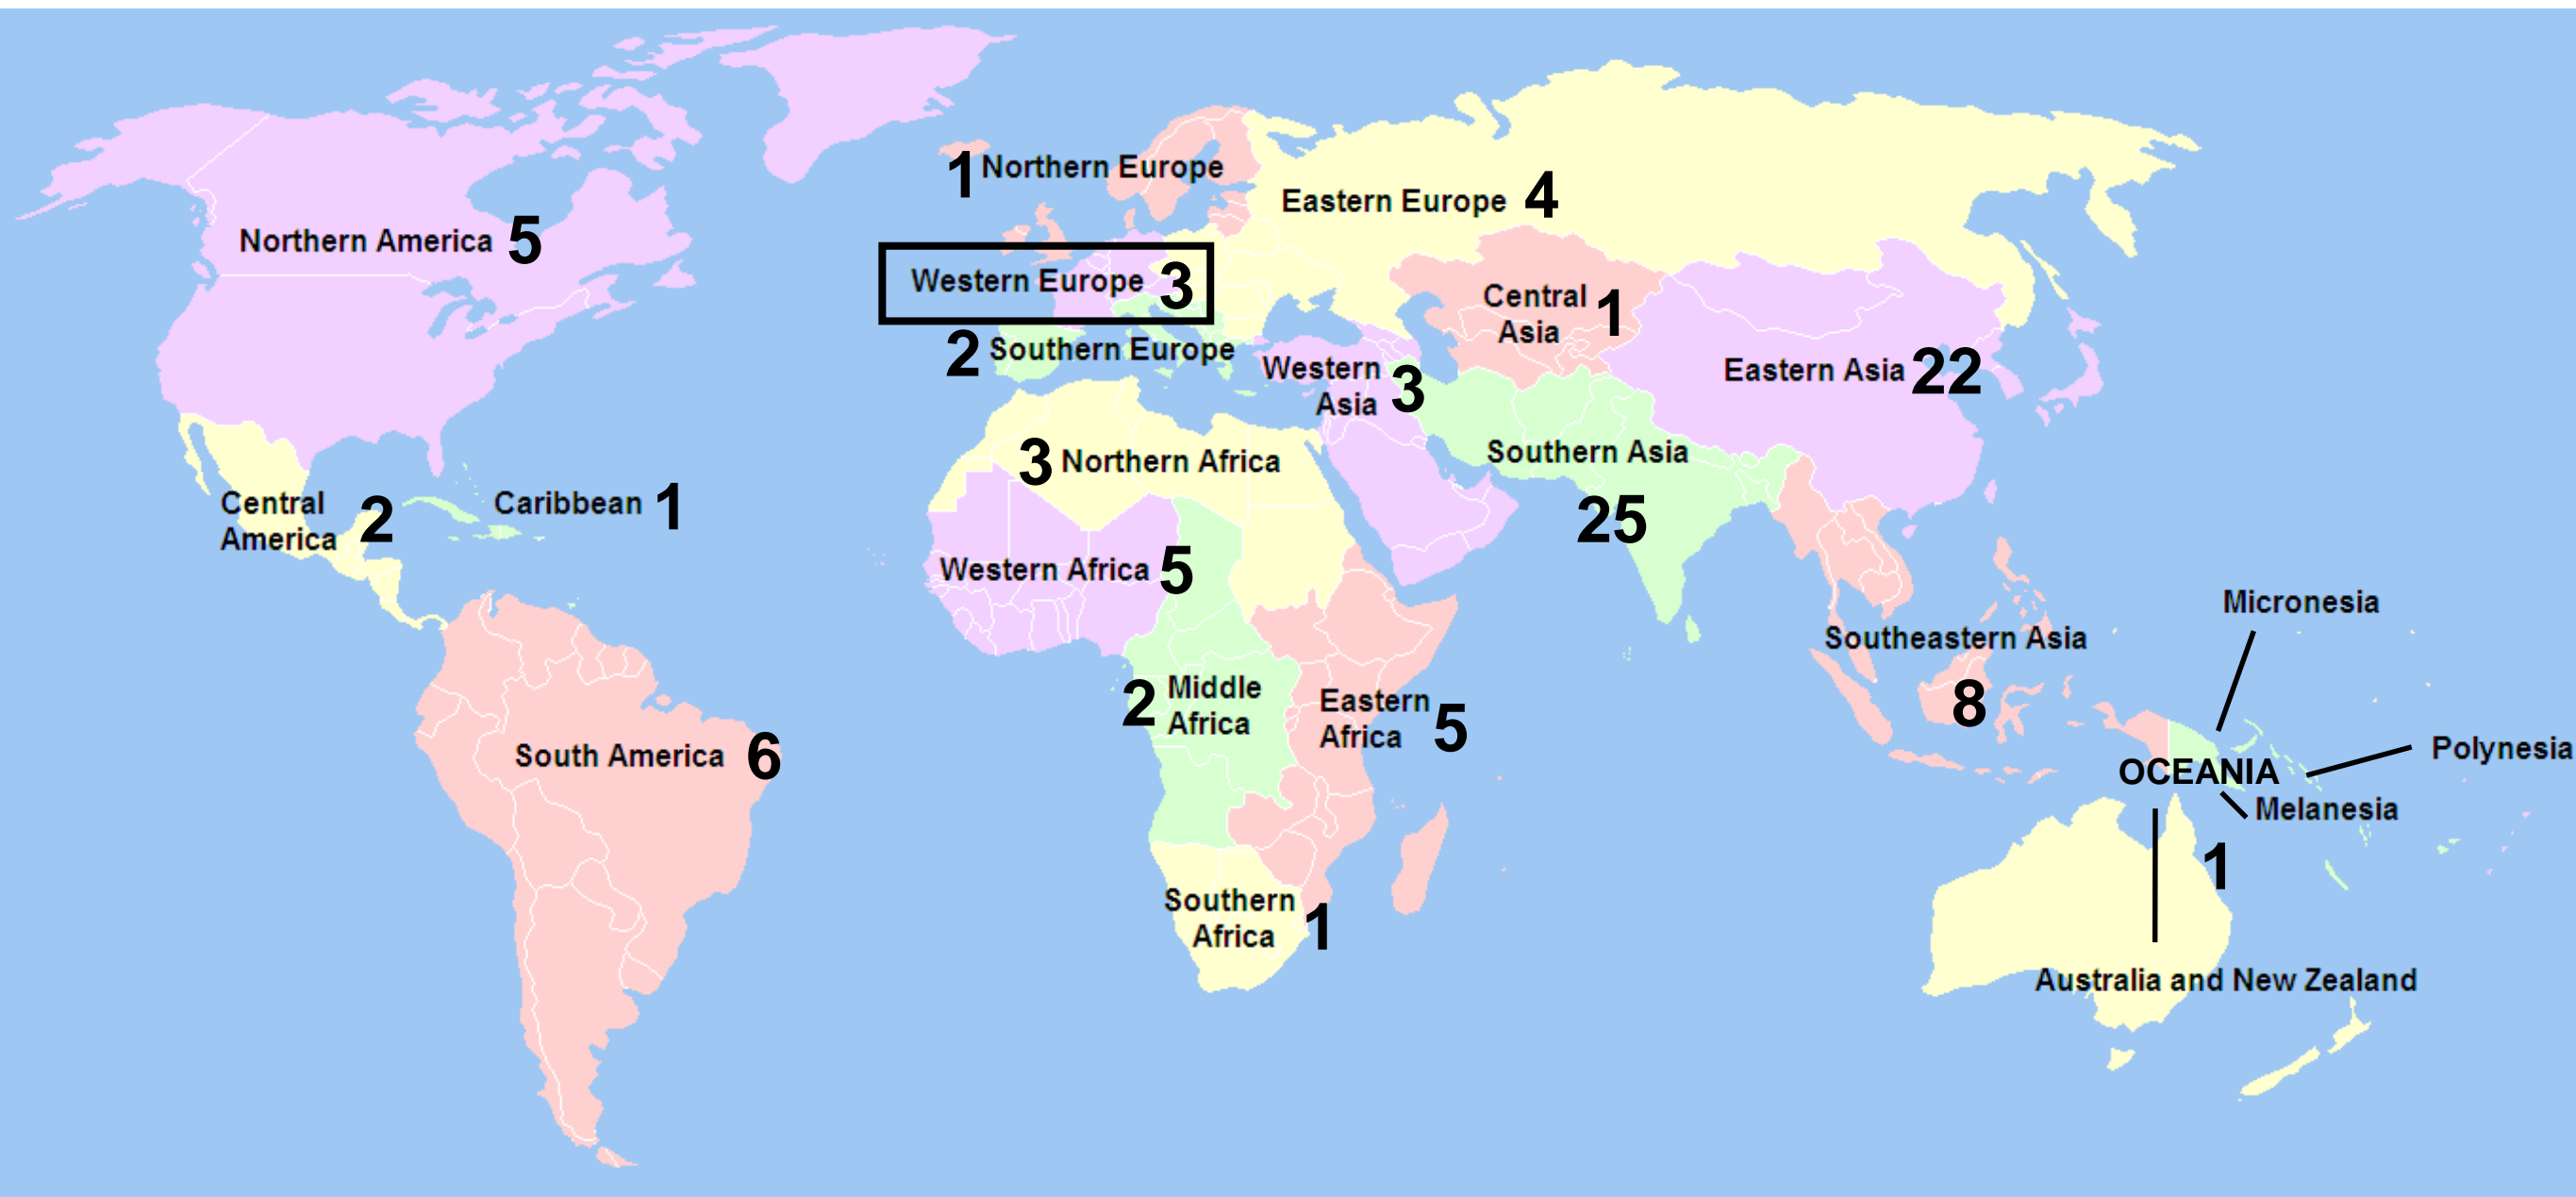 1 Northern Europe
Eastern Europe 4
Northern America 5
Western Europe 3
Central
Asia 1
2 Southern Europe
Western
Asia 3
Eastern Asia 22
3 Northern Africa
Southern Asia
25
Central
America 2
Caribbean 1
Western Africa 5
Micronesia
Southeastern Asia
8
2 Middle
Africa
Eastern
Africa 5
South America 6
Polynesia
OCEANIA
Melanesia
1
Southern
Africa 1
Australia and New Zealand